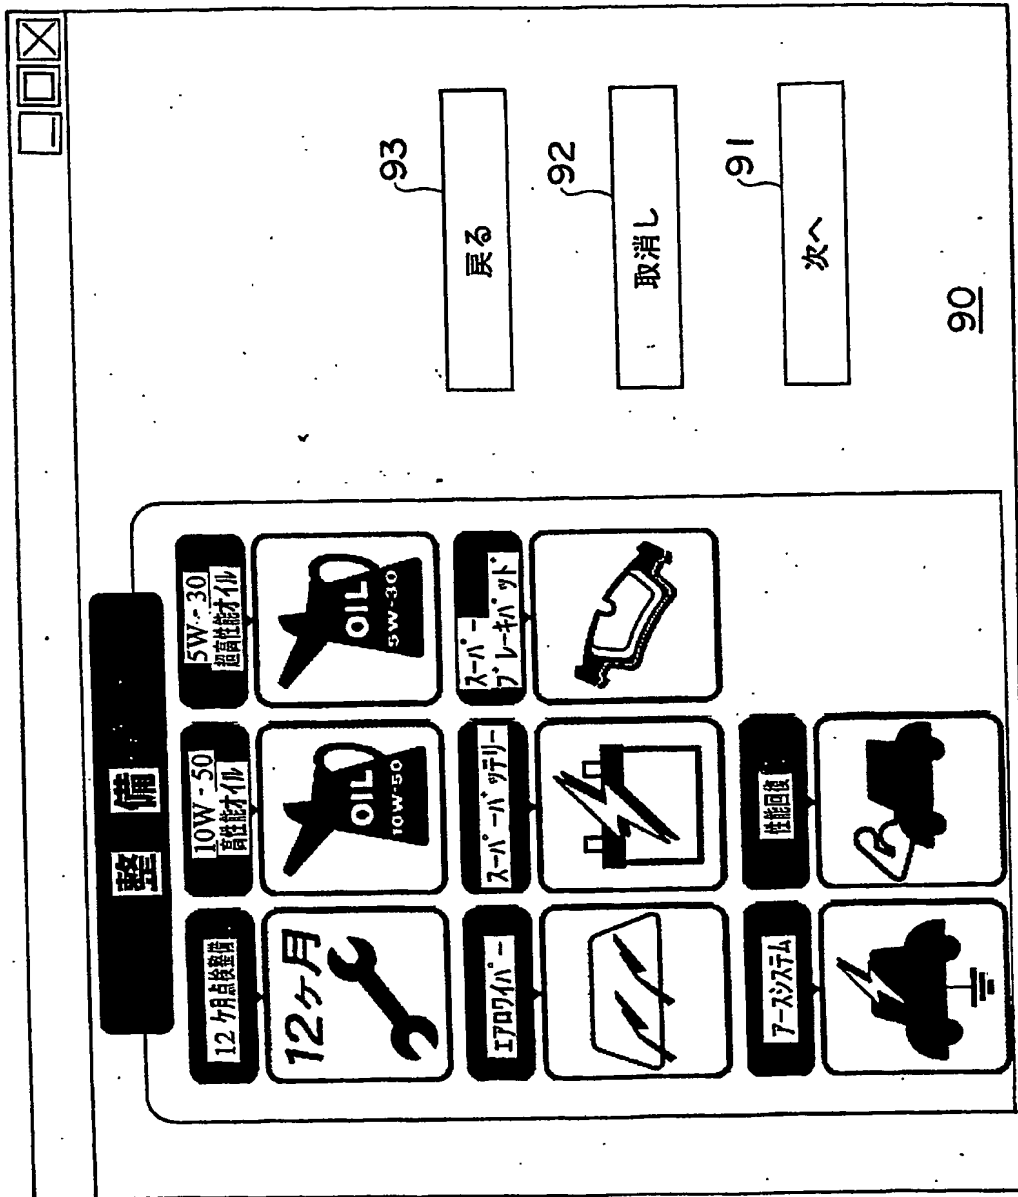 整備
12ヶ月点検整備
12ヶ月
10W-50
高性能オイル
OIL
10W-50
5W-30
超高性能オイル
OIL
5W-30
エアロワイパー
スーパーバッテリー
スーパー
ブレーキパッド
アースシステム
性能回復
戻る
93
取消し
92
次へ
91
90